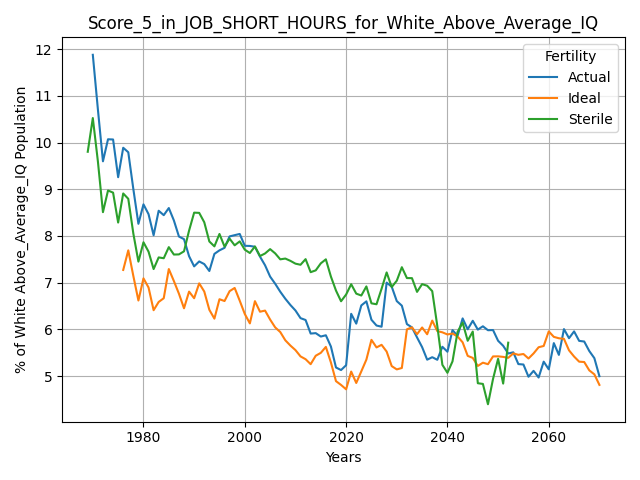 Score_5_in_JOB_SHORT_HOURS_for_White_Above_Average_IQ
% of White Above_Average_IQ Population
12
11
10
9
8
7
6
5
Fertility
Actual
Ideal
Sterile
1980
2000
2020
2040
2060
Years